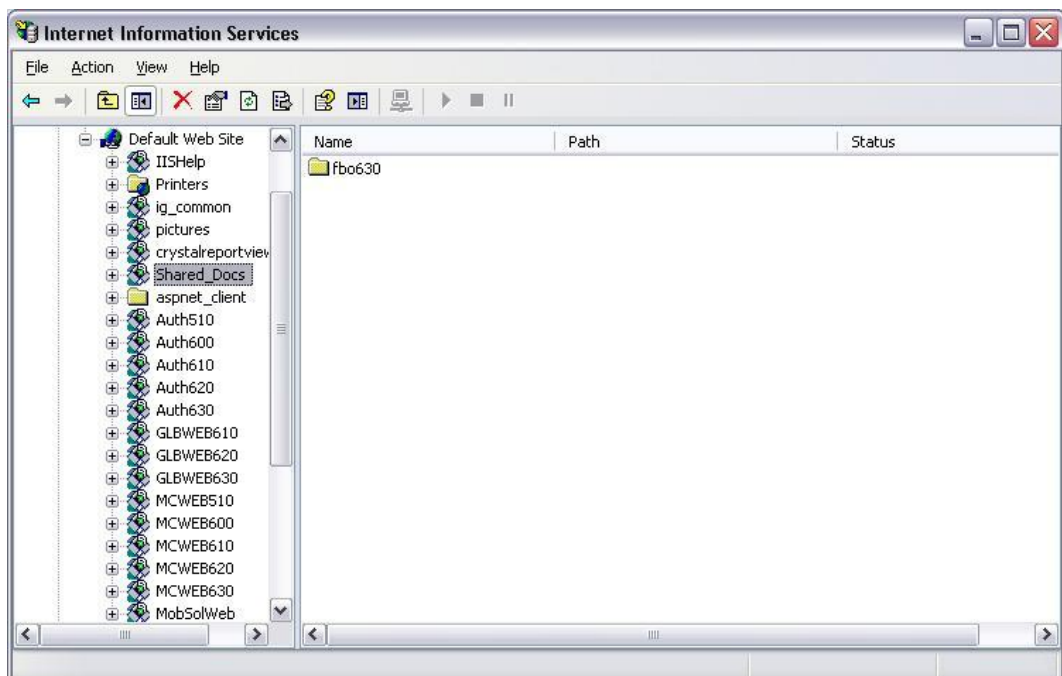 Internet Information Services
File Action View Help
Default Web Site
IISHelp
Printers
ig_common
pictures
crystalreportview
Shared_Docs
aspnet_client
Auth510
Auth600
Auth610
Auth620
Auth630
GLBWEB610
GLBWEB620
GLBWEB630
MCWEB510
MCWEB600
MCWEB610
MCWEB620
MCWEB630
MobSolWeb
Name Path Status
fbo630